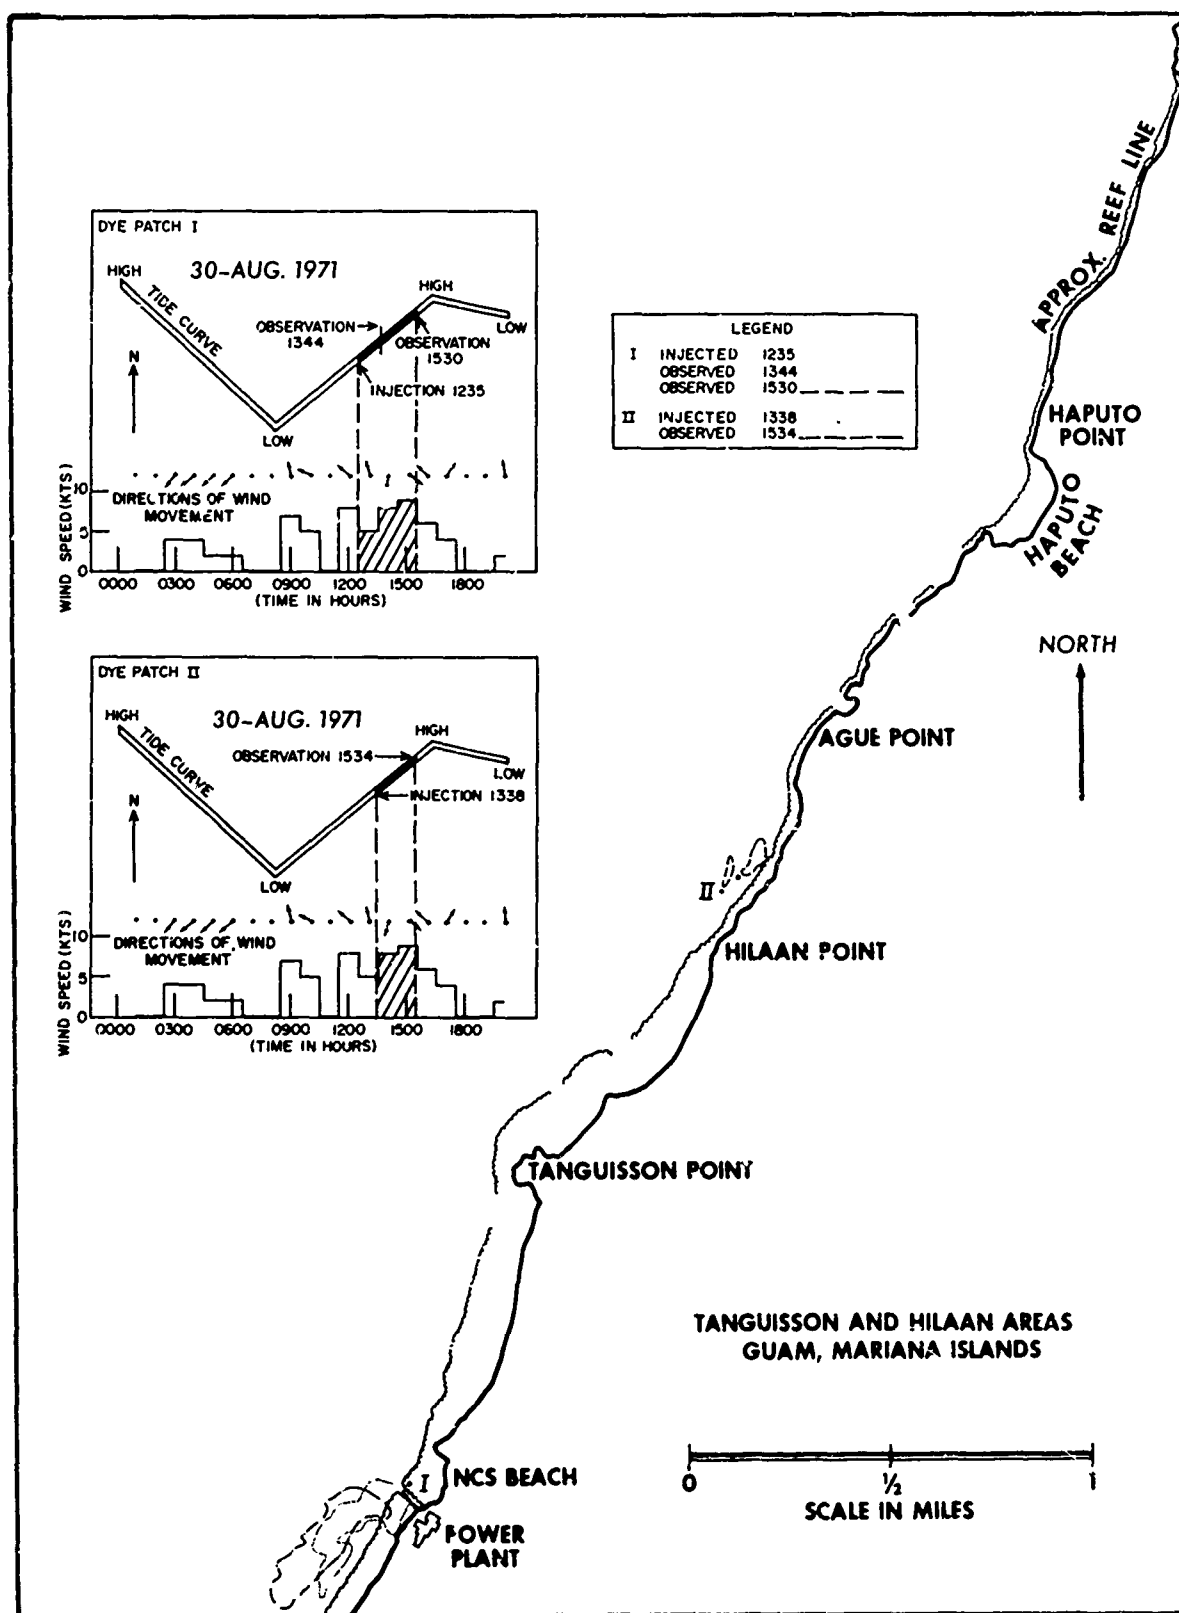 DYE PATCH I
30-AUG. 1971
HIGH
TIDE CURVE
HIGH
LOW
OBSERVATION
1344
OBSERVATION
1530
N
INJECTION 1235
LOW
DIRECTIONS OF WIND
MOVEMENT
WIND SPEED (KTS)
10
5
0
0000 0300 0600 0900 1200 1500 1800
(TIME IN HOURS)
DYE PATCH II
30-AUG. 1971
HIGH
TIDE CURVE
HIGH
OBSERVATION 1534
LOW
N
INJECTION 1338
LOW
DIRECTIONS OF WIND
MOVEMENT
WIND SPEED (KTS)
10
5
0
0000 0300 0600 0900 1200 1500 1800
(TIME IN HOURS)
LEGEND
I INJECTED 1235
OBSERVED 1344
OBSERVED 1530
II INJECTED 1338
OBSERVED 1534
APPROX. REEF LINE
HAPUTO
POINT
HAPUTO
BEACH
NORTH
AGUE POINT
II
HILAAN POINT
TANGUISSON POINT
TANGUISSON AND HILAAN AREAS
GUAM, MARIANA ISLANDS
I
NCS BEACH
POWER
PLANT
0 1/2 1
SCALE IN MILES